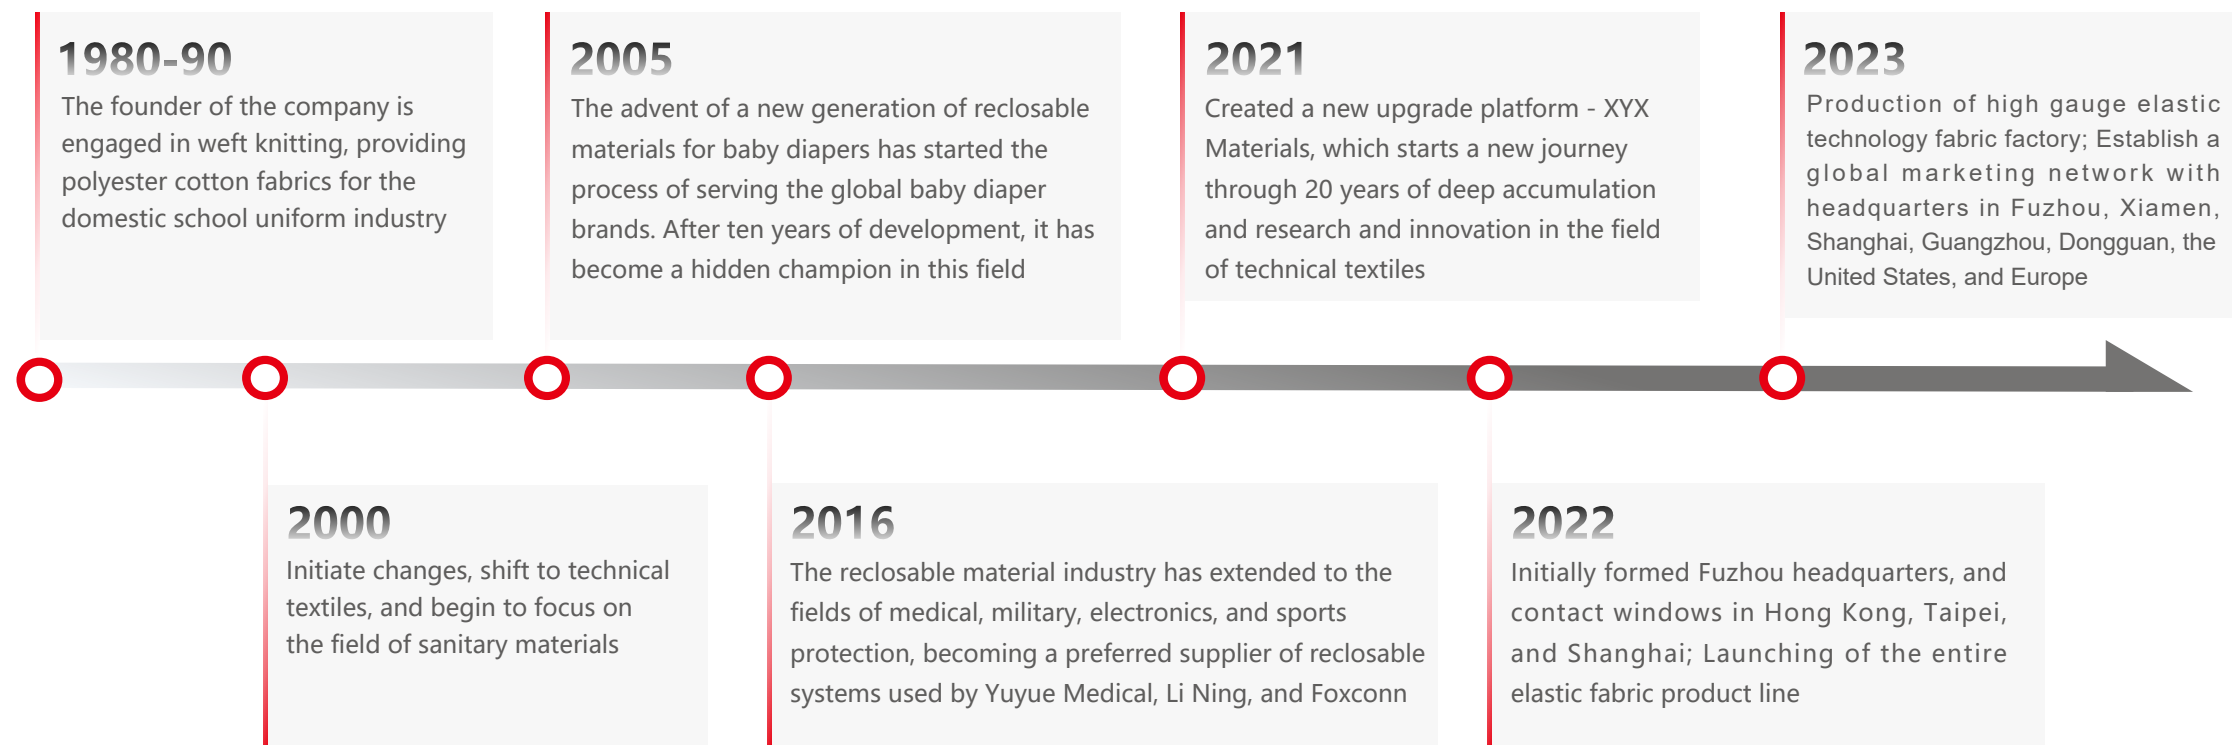 1980-90
The founder of the company is
engaged in weft knitting, providing
polyester cotton fabrics for the
domestic school uniform industry
2000
Initiate changes, shift to technical
textiles, and begin to focus on
the field of sanitary materials
2005
The advent of a new generation of reclosable
materials for baby diapers has started the
process of serving the global baby diaper
brands. After ten years of development, it has
become a hidden champion in this field
2016
The reclosable material industry has extended to the
fields of medical, military, electronics, and sports
protection, becoming a preferred supplier of reclosable
systems used by Yuyue Medical, Li Ning, and Foxconn
2021
Created a new upgrade platform - XYX
Materials, which starts a new journey
through 20 years of deep accumulation
and research and innovation in the field
of technical textiles
2022
Initially formed Fuzhou headquarters, and
contact windows in Hong Kong, Taipei,
and Shanghai; Launching of the entire
elastic fabric product line
2023
Production of high gauge elastic
technology fabric factory; Establish a
global marketing network with
headquarters in Fuzhou, Xiamen,
Shanghai, Guangzhou, Dongguan, the
United States, and Europe